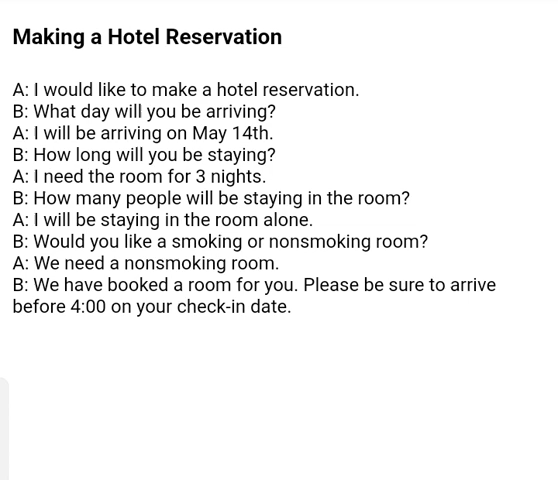 Making a Hotel Reservation
A: I would like to make a hotel reservation.
B: What day will you be arriving?
A: I will be arriving on May 14th.
B: How long will you be staying?
A: I need the room for 3 nights.
B: How many people will be staying in the room?
A: I will be staying in the room alone.
B: Would you like a smoking or nonsmoking room?
A: We need a nonsmoking room.
B: We have booked a room for you. Please be sure to arrive
before 4:00 on your check-in date.